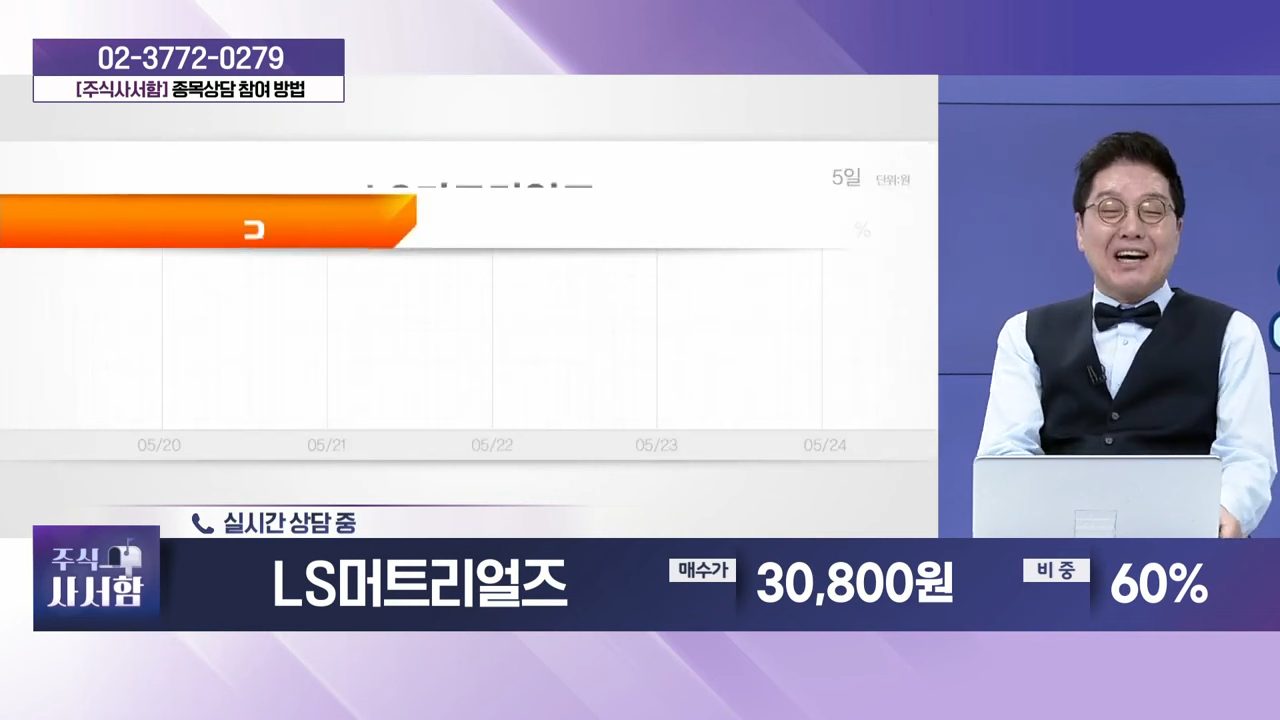 02-3772-0279
[주식사서함] 종목상담 참여 방법
5일 단위:원
%
05/20 05/21 05/22 05/23 05/24
실시간 상담 중
주식
사서함
LS머트리얼즈 매수가 30,800원 비중 60%